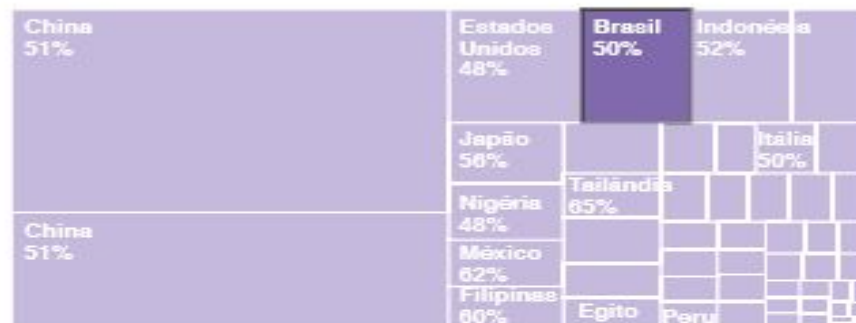 China
51%
Estados
Unidos
48%
Brasil
50%
Indonésia
52%
Japão
56%
Itália
50%
Tailândia
65%
Nigéria
48%
China
51%
México
62%
Filipinas
60%
Egito
Peru